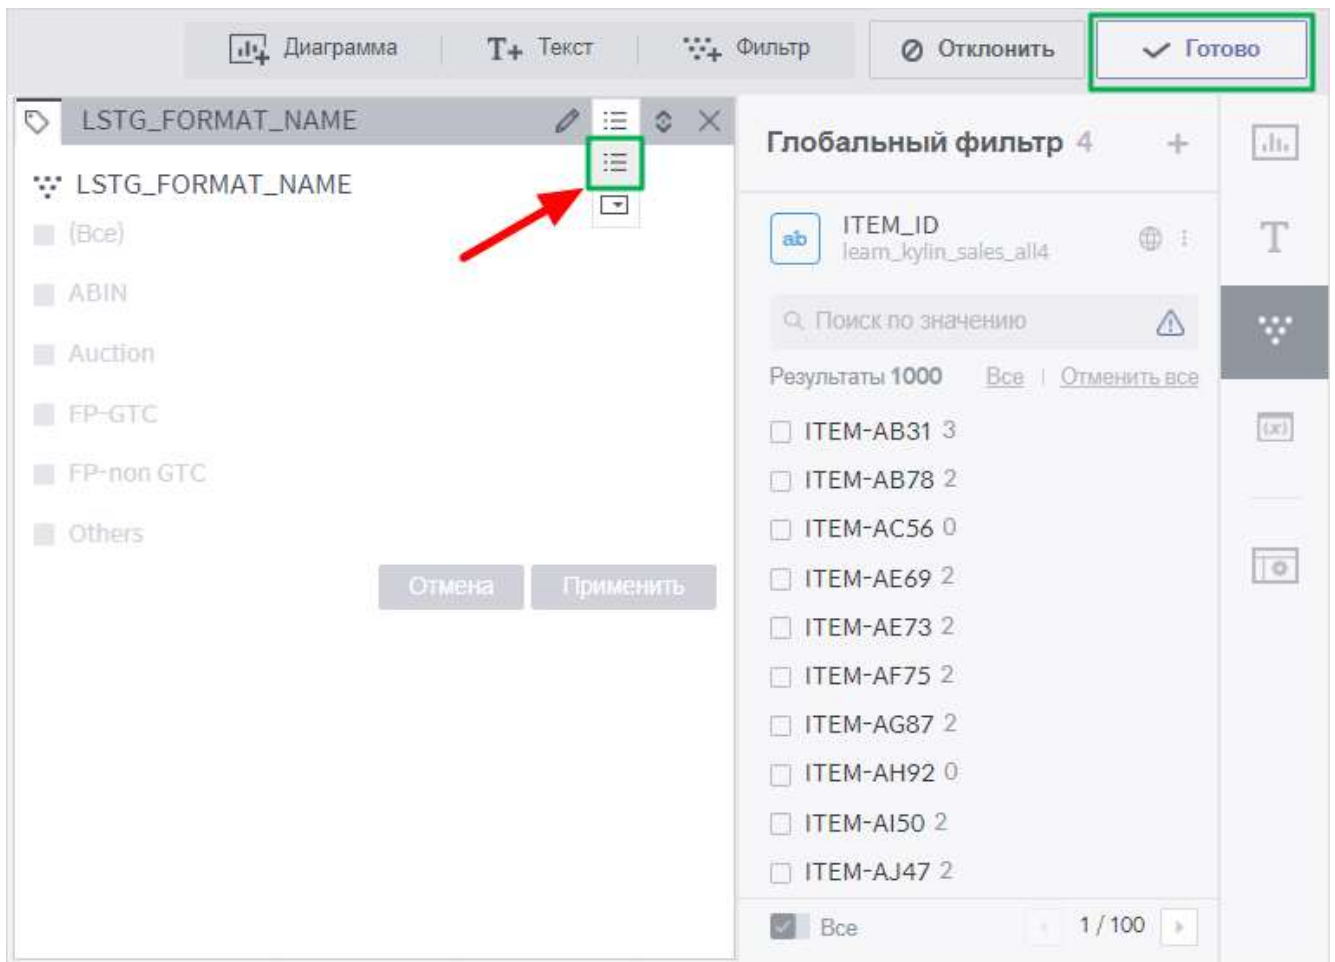 Диаграмма T+ Текст Фильтр Отклонить Готово
LSTG_FORMAT_NAME
LSTG_FORMAT_NAME
(Все)
ABIN
Auction
FP-GTC
FP-non GTC
Others
Отмена Применить
Глобальный фильтр 4 +
ab ITEM_ID
learn_kylin_sales_all4
Поиск по значению
Результаты 1000 Все | Отменить все
ITEM-AB31 3
ITEM-AB78 2
ITEM-AC56 0
ITEM-AE69 2
ITEM-AE73 2
ITEM-AF75 2
ITEM-AG87 2
ITEM-AH92 0
ITEM-AI50 2
ITEM-AJ47 2
Все 1 / 100
T
(x)